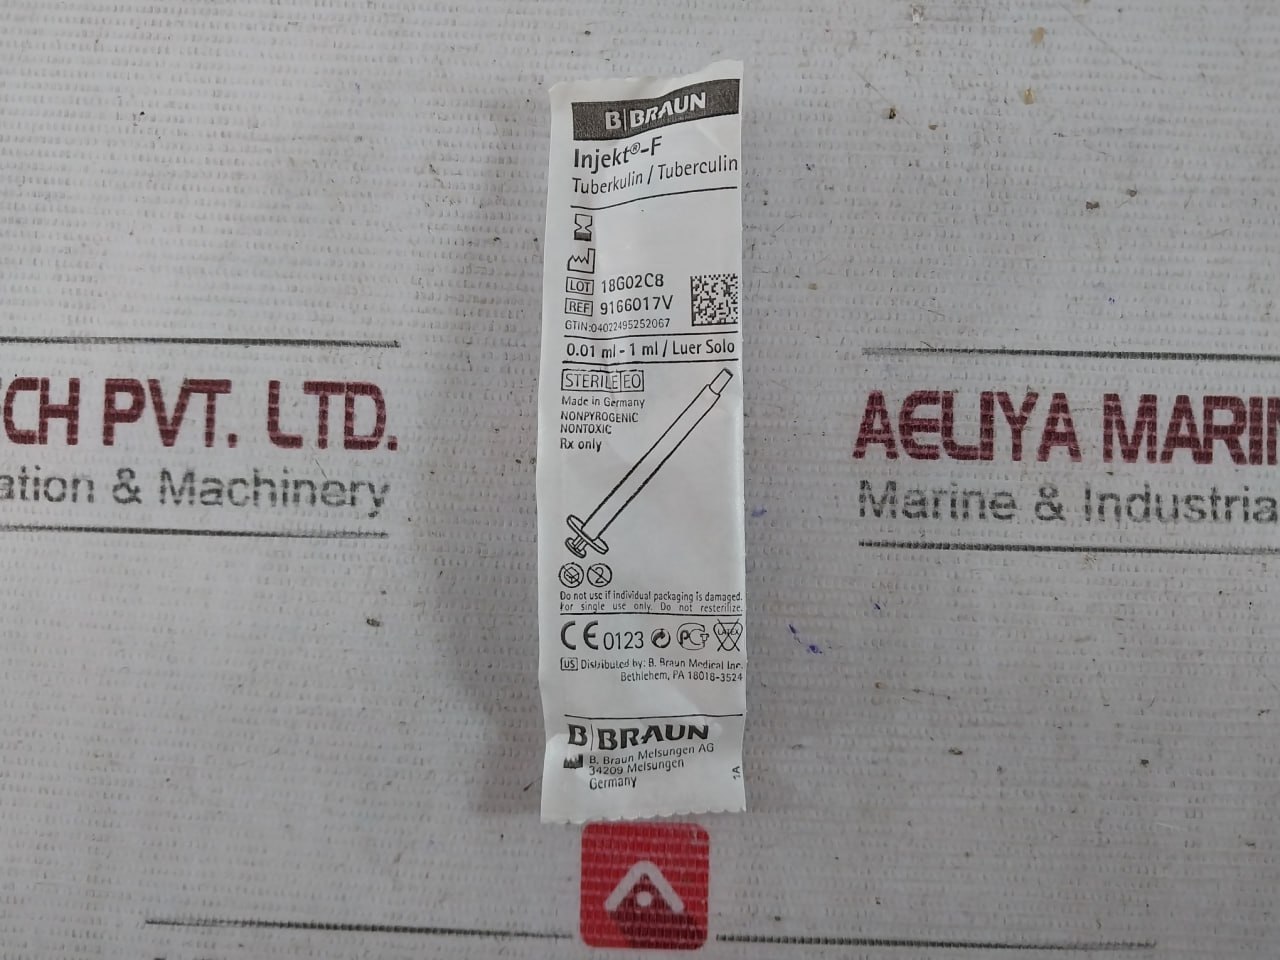 B|BRAUN
Injekt®-F
Tuberkulin / Tuberculin
LOT 18G02C8
REF 9166017V
GTIN:04022495252067
0.01 ml - 1 ml / Luer Solo
STERILE EO
Made in Germany
NONPYROGENIC
NONTOXIC
Rx only
2
Do not use if individual packaging is damaged.
For single use only. Do not resterilize.
CE 0123 PCT LATEX
US Distributed by: B. Braun Medical Inc.
Bethlehem, PA 18018-3524
B|BRAUN
B. Braun Melsungen AG
34209 Melsungen
Germany
1A
CH PVT. LTD.
ation & Machinery
AELIYA MARIN
Marine & Industria